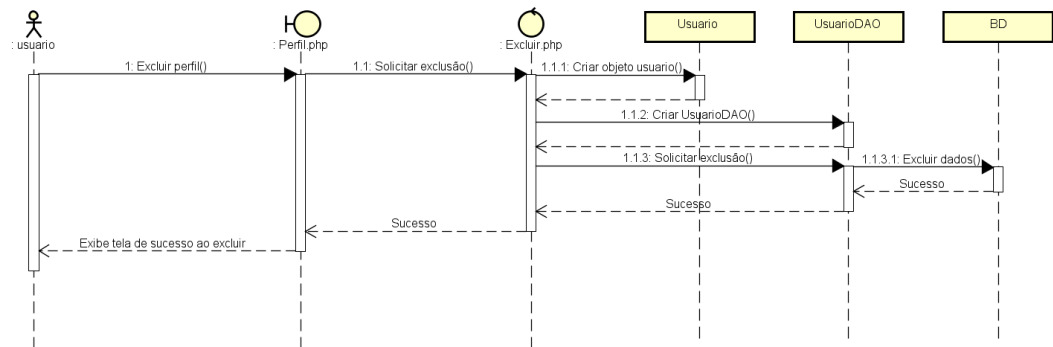 : usuario
: Perfil.php
: Excluir.php
Usuario
UsuarioDAO
BD
1: Excluir perfil()
1.1: Solicitar exclusão()
1.1.1: Criar objeto usuario()
1.1.2: Criar UsuarioDAO()
1.1.3: Solicitar exclusão()
1.1.3.1: Excluir dados()
Sucesso
Sucesso
Sucesso
Exibe tela de sucesso ao excluir